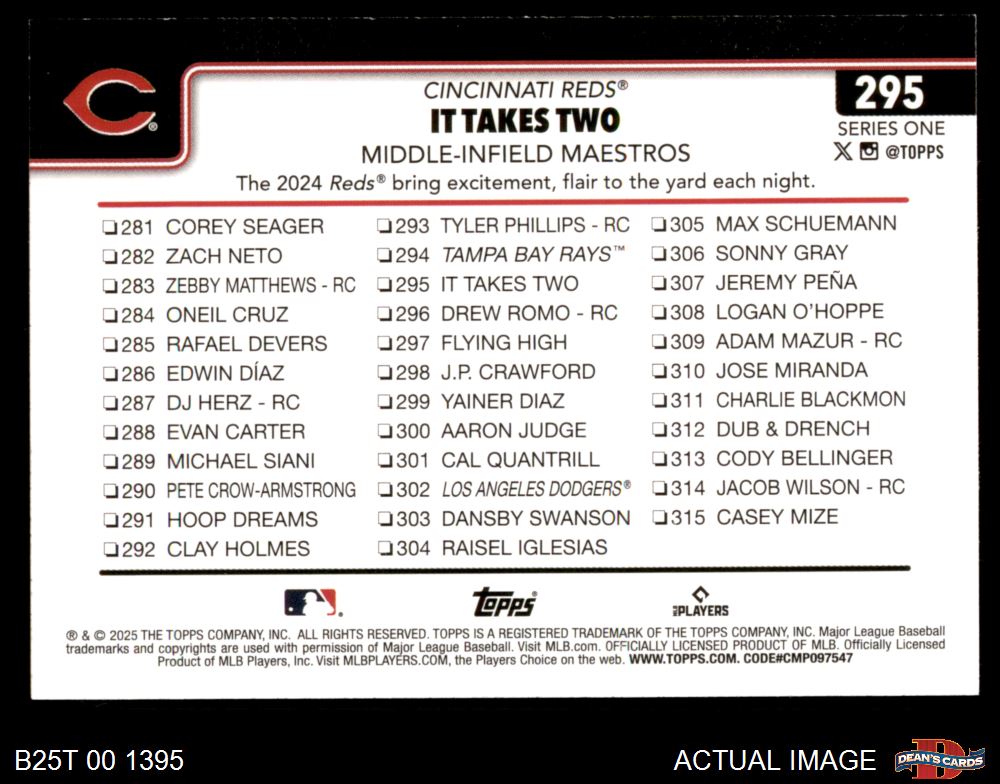 CINCINNATI REDS®
IT TAKES TWO
MIDDLE-INFIELD MAESTROS
The 2024 Reds® bring excitement, flair to the yard each night.
295
SERIES ONE
@TOPPS
❏281 COREY SEAGER
❏282 ZACH NETO
❏283 ZEBBY MATTHEWS - RC
❏284 ONEIL CRUZ
❏285 RAFAEL DEVERS
❏286 EDWIN DÍAZ
❏287 DJ HERZ - RC
❏288 EVAN CARTER
❏289 MICHAEL SIANI
❏290 PETE CROW-ARMSTRONG
❏291 HOOP DREAMS
❏292 CLAY HOLMES
❏293 TYLER PHILLIPS - RC
❏294 TAMPA BAY RAYS™
❏295 IT TAKES TWO
❏296 DREW ROMO - RC
❏297 FLYING HIGH
❏298 J.P. CRAWFORD
❏299 YAINER DIAZ
❏300 AARON JUDGE
❏301 CAL QUANTRILL
❏302 LOS ANGELES DODGERS®
❏303 DANSBY SWANSON
❏304 RAISEL IGLESIAS
❏305 MAX SCHUEMANN
❏306 SONNY GRAY
❏307 JEREMY PEÑA
❏308 LOGAN O'HOPPE
❏309 ADAM MAZUR - RC
❏310 JOSE MIRANDA
❏311 CHARLIE BLACKMON
❏312 DUB & DRENCH
❏313 CODY BELLINGER
❏314 JACOB WILSON - RC
❏315 CASEY MIZE
Topps®
MLB PLAYERS
® & © 2025 THE TOPPS COMPANY, INC. ALL RIGHTS RESERVED. TOPPS IS A REGISTERED TRADEMARK OF THE TOPPS COMPANY, INC. Major League Baseball
trademarks and copyrights are used with permission of Major League Baseball. Visit MLB.com. OFFICIALLY LICENSED PRODUCT OF MLB. Officially Licensed
Product of MLB Players, Inc. Visit MLBPLAYERS.COM, the Players Choice on the web. WWW.TOPPS.COM. CODE#CMP097547
B25T 00 1395
ACTUAL IMAGE
DEAN'S CARDS